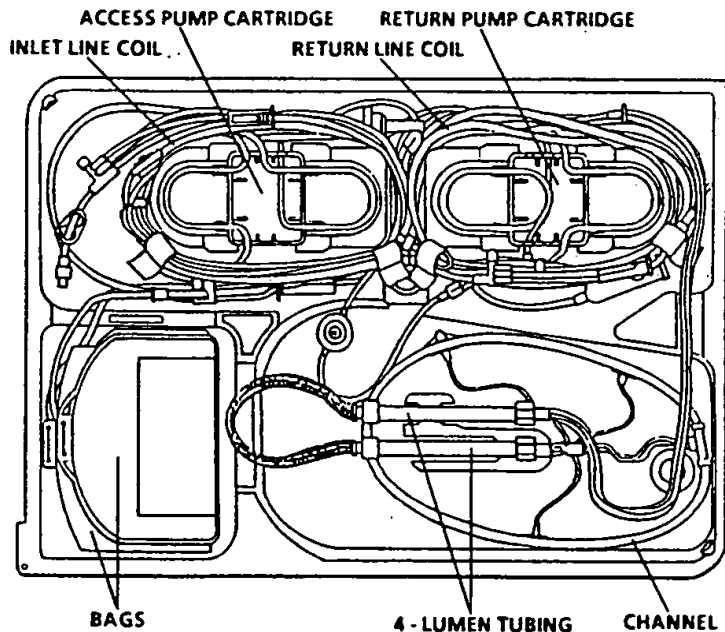 ACCESS PUMP CARTRIDGE
RETURN PUMP CARTRIDGE
INLET LINE COIL
RETURN LINE COIL
BAGS
4 - LUMEN TUBING
CHANNEL